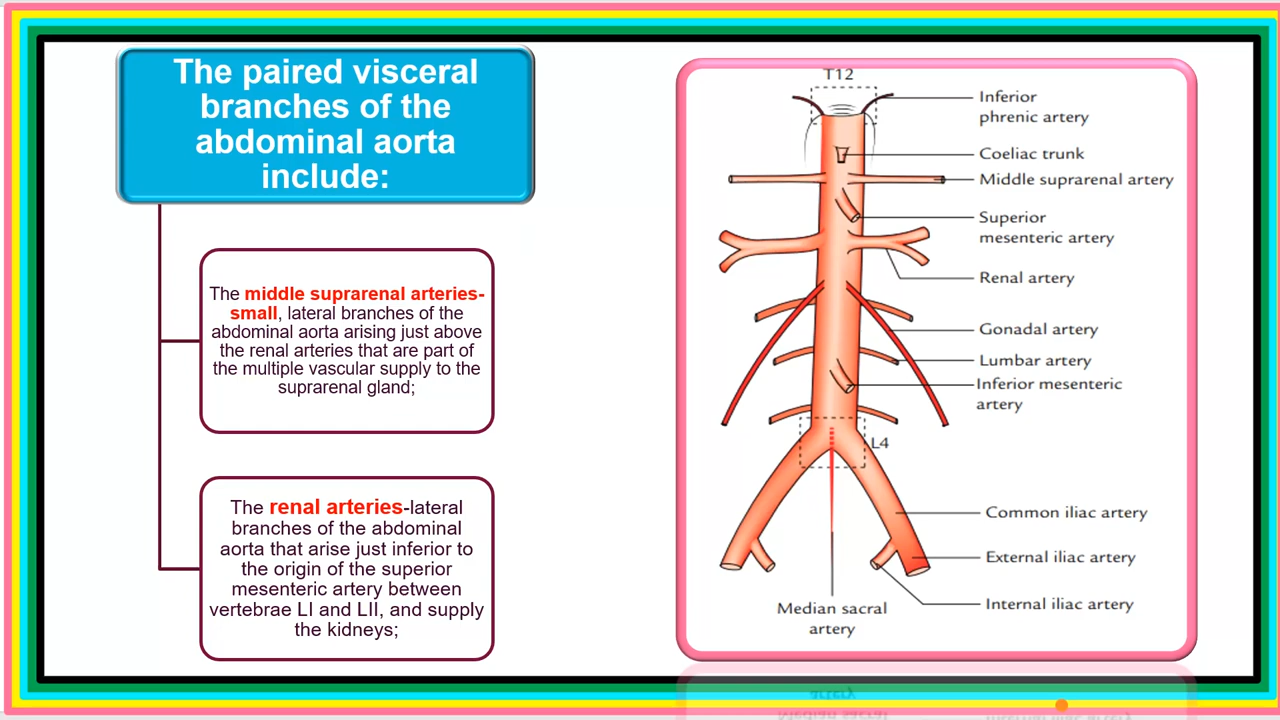 The paired visceral
branches of the
abdominal aorta
include:
The middle suprarenal arteries-
small, lateral branches of the
abdominal aorta arising just above
the renal arteries that are part of
the multiple vascular supply to the
suprarenal gland;
The renal arteries-lateral
branches of the abdominal
aorta that arise just inferior to
the origin of the superior
mesenteric artery between
vertebrae LI and LII, and supply
the kidneys;
T12
Inferior
phrenic artery
Coeliac trunk
Middle suprarenal artery
Superior
mesenteric artery
Renal artery
Gonadal artery
Lumbar artery
Inferior mesenteric
artery
L4
Common iliac artery
External iliac artery
Internal iliac artery
Median sacral
artery